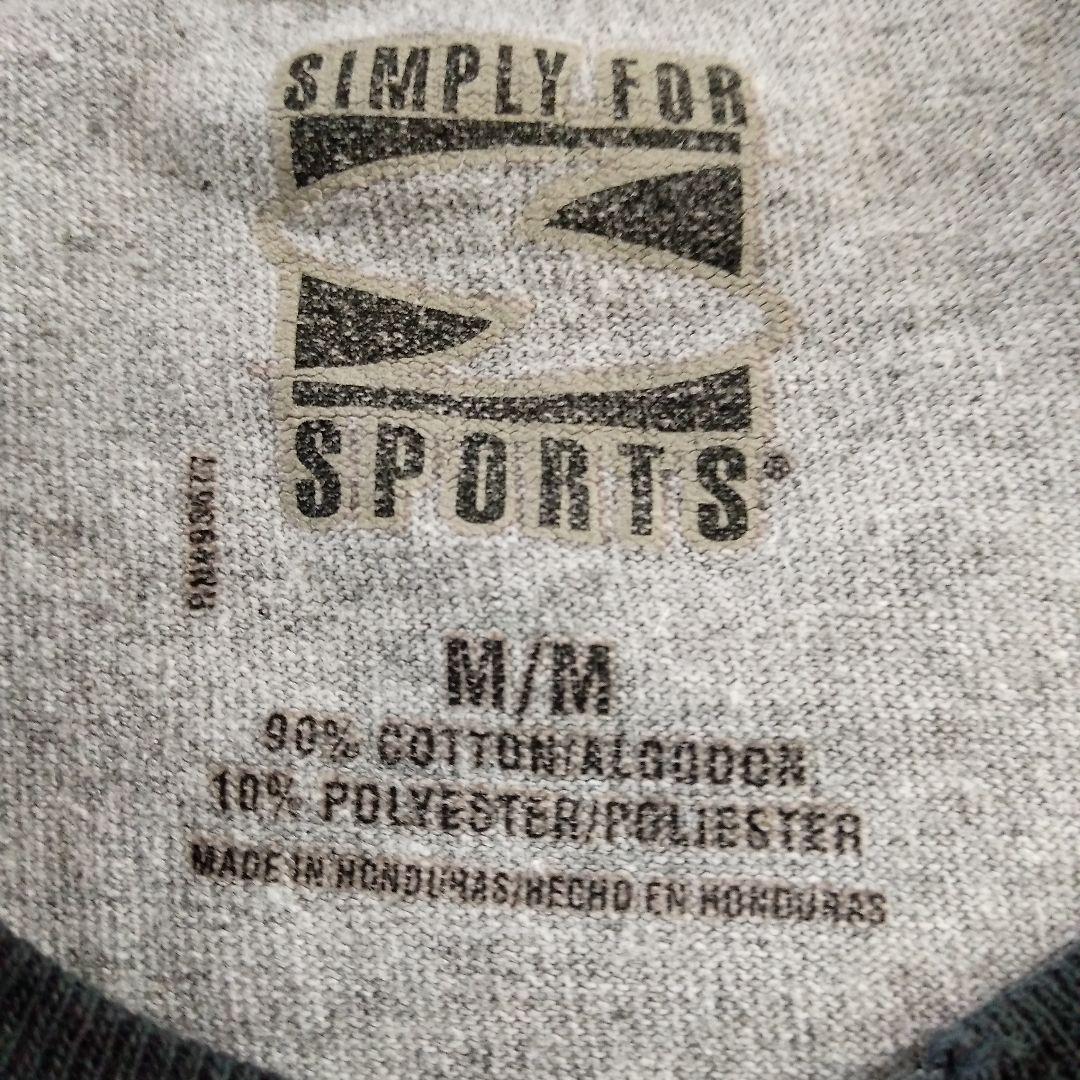 SIMPLY FOR
SPORTS®
M/M
90% COTTON/ALGODON
10% POLYESTER/POLIESTER
MADE IN HONDURAS/HECHO EN HONDURAS